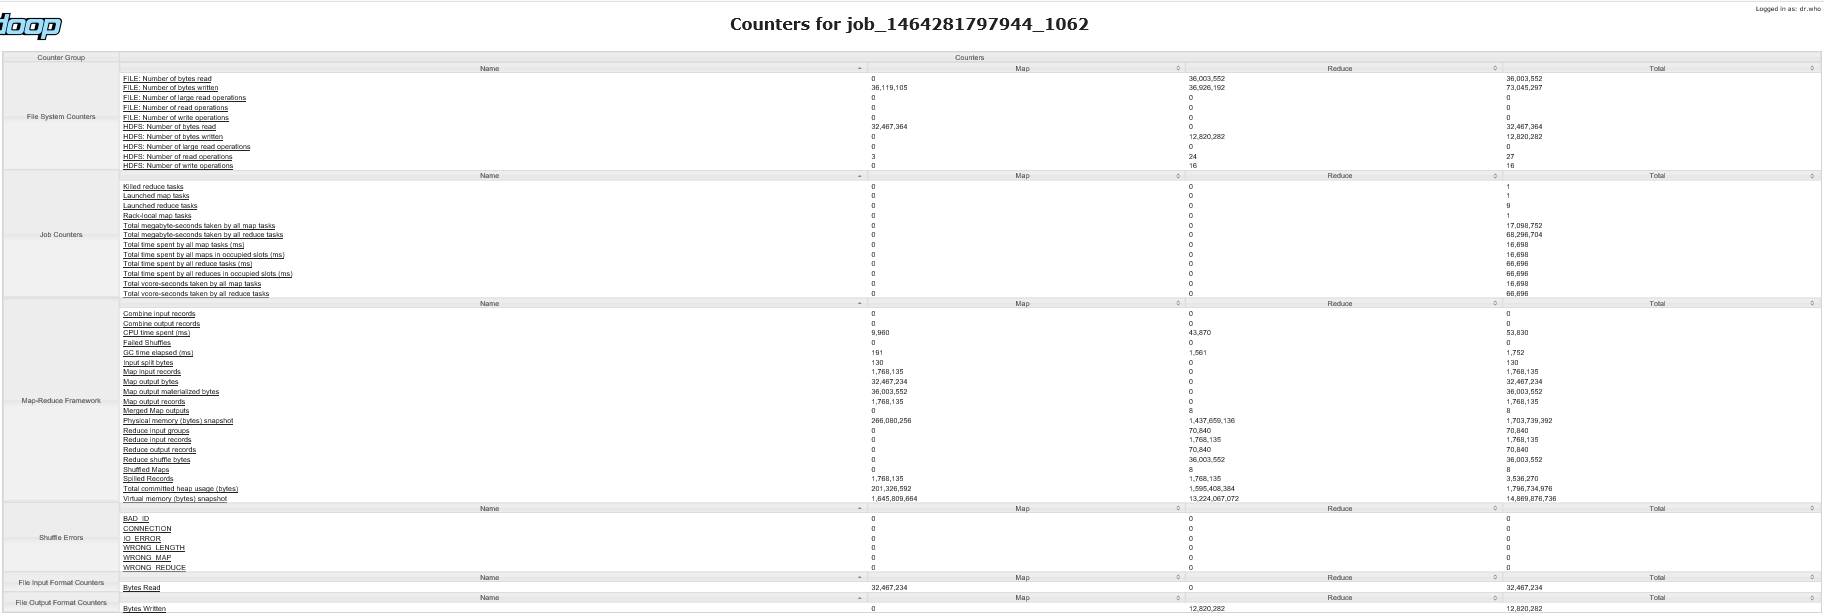 Logged in as: dr.who
doop
Counters for job_1464281797944_1062
Counter Group Counters
File System Counters
Name Map Reduce Total
FILE: Number of bytes read 0 36,003,552 36,003,552
FILE: Number of bytes written 36,119,105 36,926,192 73,045,297
FILE: Number of large read operations 0 0 0
FILE: Number of read operations 0 0 0
FILE: Number of write operations 0 0 0
HDFS: Number of bytes read 32,467,364 0 32,467,364
HDFS: Number of bytes written 0 12,820,282 12,820,282
HDFS: Number of large read operations 0 0 0
HDFS: Number of read operations 3 24 27
HDFS: Number of write operations 0 16 16
Job Counters
Name Map Reduce Total
Killed reduce tasks 0 0 1
Launched map tasks 0 0 1
Launched reduce tasks 0 0 9
Rack-local map tasks 0 0 1
Total megabyte-seconds taken by all map tasks 0 0 17,098,752
Total megabyte-seconds taken by all reduce tasks 0 0 68,296,704
Total time spent by all map tasks (ms) 0 0 16,698
Total time spent by all maps in occupied slots (ms) 0 0 16,698
Total time spent by all reduce tasks (ms) 0 0 66,696
Total time spent by all reduces in occupied slots (ms) 0 0 66,696
Total vcore-seconds taken by all map tasks 0 0 16,698
Total vcore-seconds taken by all reduce tasks 0 0 66,696
Map-Reduce Framework
Name Map Reduce Total
Combine input records 0 0 0
Combine output records 0 0 0
CPU time spent (ms) 9,960 43,870 53,830
Failed Shuffles 0 0 0
GC time elapsed (ms) 191 1,561 1,752
Input split bytes 130 0 130
Map input records 1,768,135 0 1,768,135
Map output bytes 32,467,234 0 32,467,234
Map output materialized bytes 36,003,552 0 36,003,552
Map output records 1,768,135 0 1,768,135
Merged Map outputs 0 8 8
Physical memory (bytes) snapshot 266,080,256 1,437,659,136 1,703,739,392
Reduce input groups 0 70,840 70,840
Reduce input records 0 1,768,135 1,768,135
Reduce output records 0 70,840 70,840
Reduce shuffle bytes 0 36,003,552 36,003,552
Shuffled Maps 0 8 8
Spilled Records 1,768,135 1,768,135 3,536,270
Total committed heap usage (bytes) 201,326,592 1,595,408,384 1,796,734,976
Virtual memory (bytes) snapshot 1,645,809,664 13,224,067,072 14,869,876,736
Shuffle Errors
Name Map Reduce Total
BAD_ID 0 0 0
CONNECTION 0 0 0
IO_ERROR 0 0 0
WRONG_LENGTH 0 0 0
WRONG_MAP 0 0 0
WRONG_REDUCE 0 0 0
File Input Format Counters
Name Map Reduce Total
Bytes Read 32,467,234 0 32,467,234
File Output Format Counters
Name Map Reduce Total
Bytes Written 0 12,820,282 12,820,282